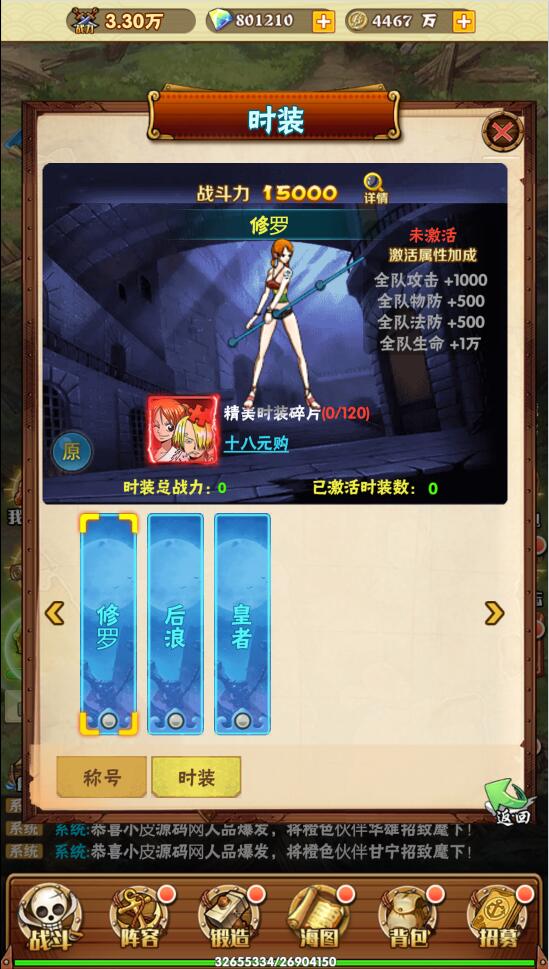 战力 3.30万 801210 4467 万
时装
战斗力 15000 详情
修罗
未激活
激活属性加成
全队攻击 +1000
全队物防 +500
全队法防 +500
全队生命 +1万
精美时装碎片(0/120)
十八元购
原
时装总战力：0 已激活时装数：0
修罗 后浪 皇者
称号 时装
返回
系统
系统 系统:恭喜小皮源码网人品爆发，将橙色伙伴华雄招致麾下！
系统 系统:恭喜小皮源码网人品爆发，将橙色伙伴甘宁招致麾下！
战斗 阵容 锻造 海图 背包 招募
32655334/26904150